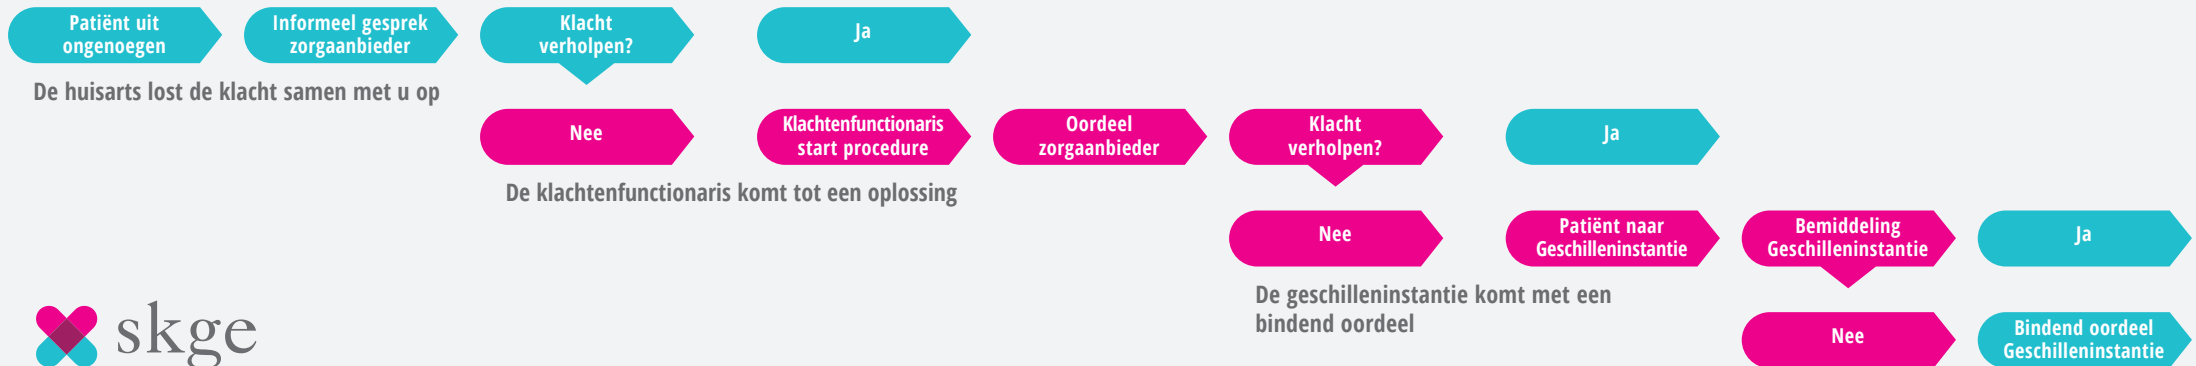 Patiënt uit
ongenoegen
Informeel gesprek
zorgaanbieder
Klacht
verholpen?
Ja
De huisarts lost de klacht samen met u op
Nee
Klachtenfunctionaris
start procedure
Oordeel
zorgaanbieder
Klacht
verholpen?
Ja
De klachtenfunctionaris komt tot een oplossing
Nee
Patiënt naar
Geschilleninstantie
Bemiddeling
Geschilleninstantie
Ja
De geschilleninstantie komt met een
bindend oordeel
Nee
Bindend oordeel
Geschilleninstantie
skge